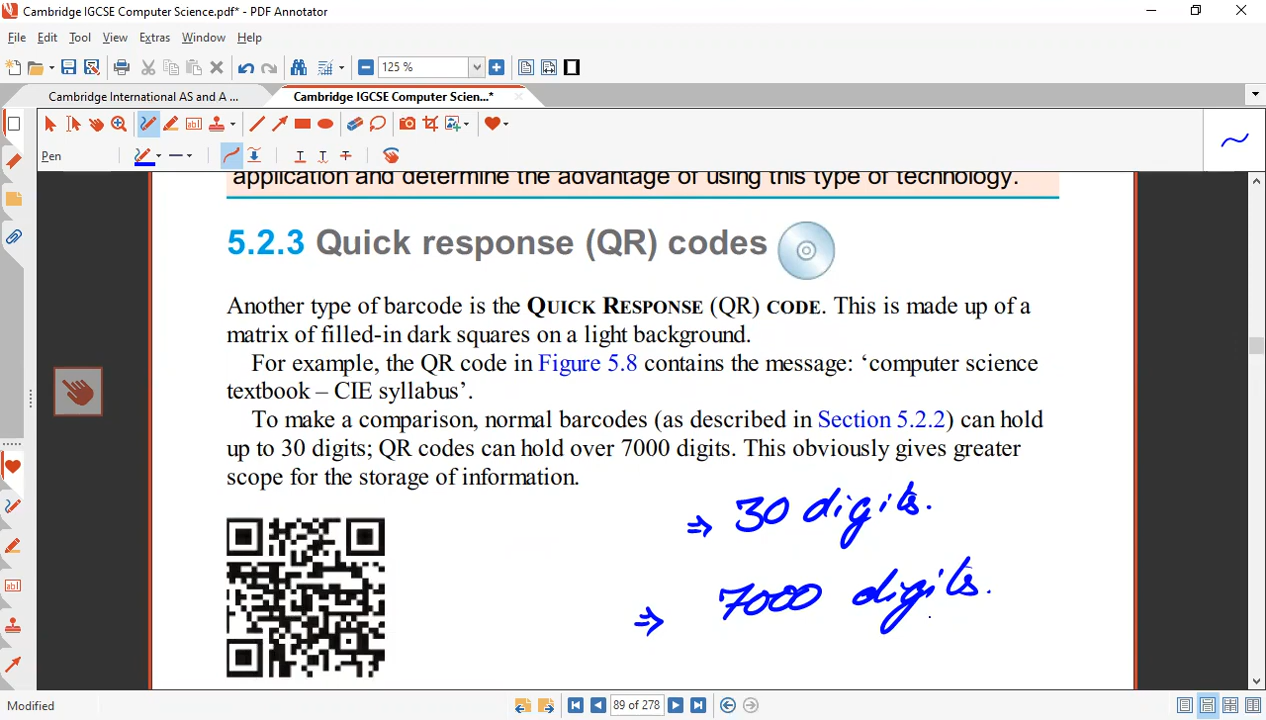 Cambridge IGCSE Computer Science.pdf* - PDF Annotator
File Edit Tool View Extras Window Help
125 %
Cambridge International AS and A ... Cambridge IGCSE Computer Scien...*
Pen
application and determine the advantage of using this type of technology.
5.2.3 Quick response (QR) codes
Another type of barcode is the QUICK RESPONSE (QR) CODE. This is made up of a
matrix of filled-in dark squares on a light background.
For example, the QR code in Figure 5.8 contains the message: ‘computer science
textbook – CIE syllabus’.
To make a comparison, normal barcodes (as described in Section 5.2.2) can hold
up to 30 digits; QR codes can hold over 7000 digits. This obviously gives greater
scope for the storage of information.
⇒ 30 digits.
⇒ 7000 digits.
Modified
89 of 278